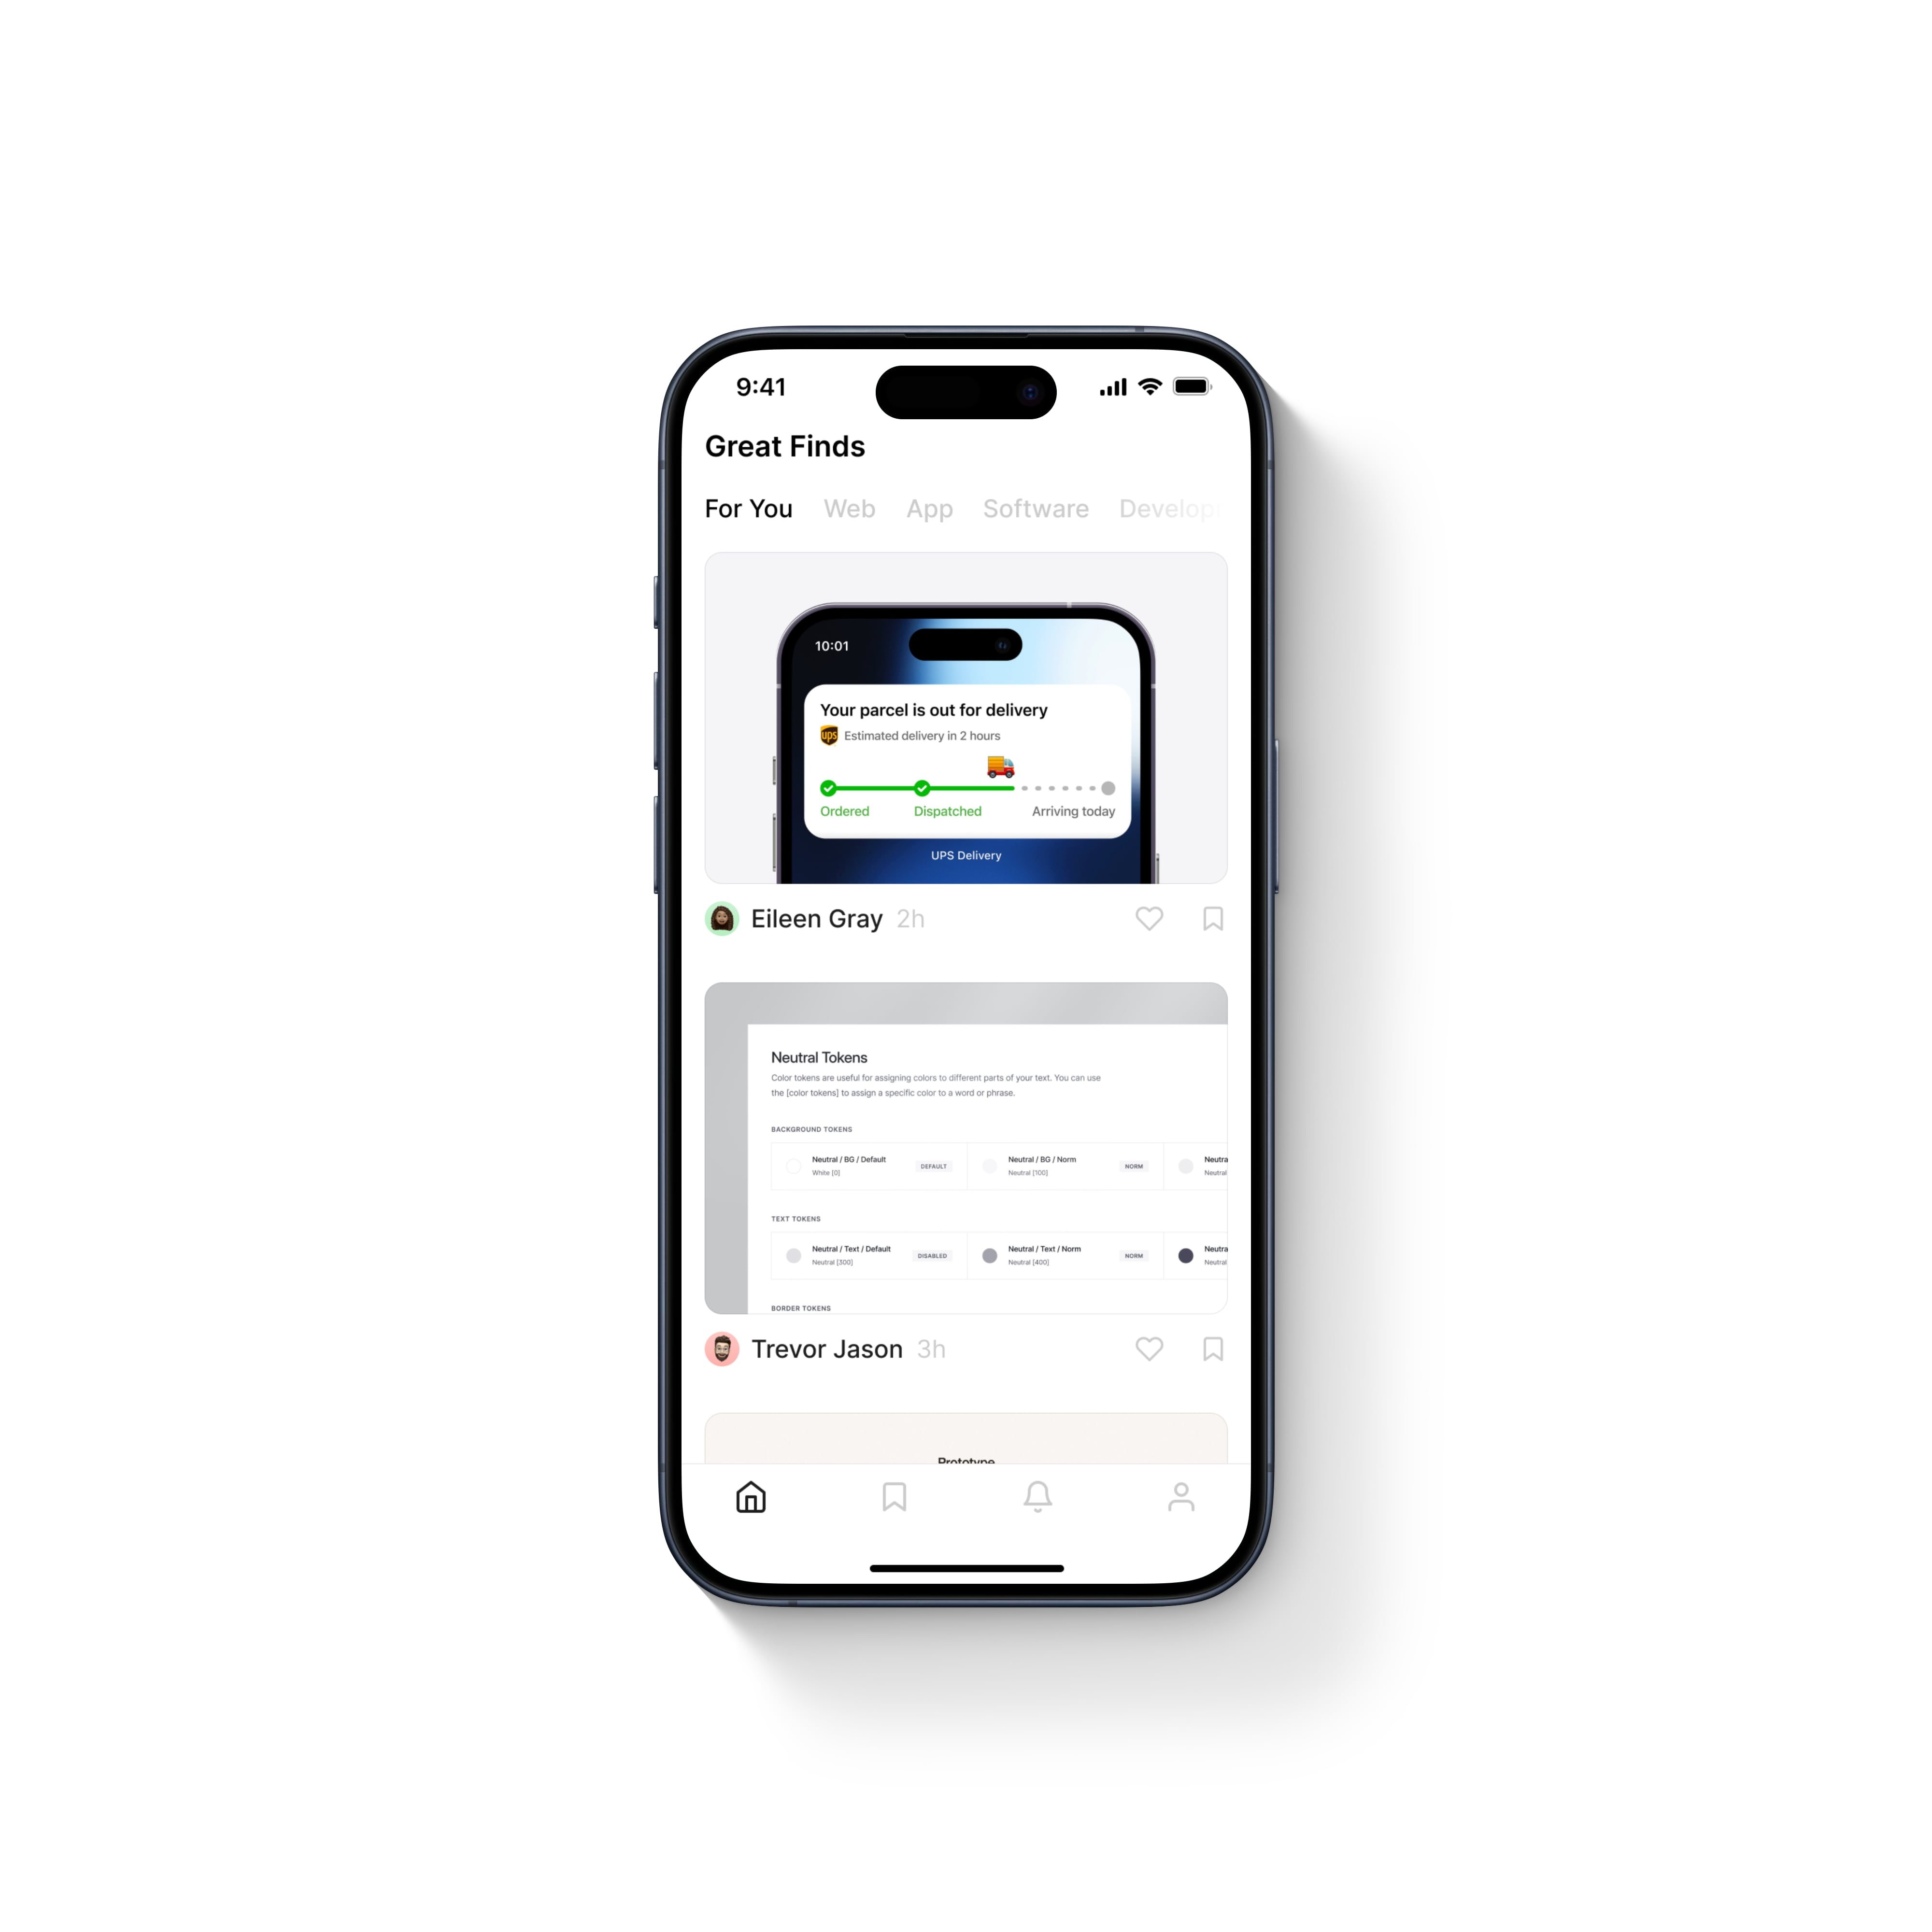 9:41
Great Finds
For You Web App Software Develop
10:01
Your parcel is out for delivery
ups Estimated delivery in 2 hours
Ordered Dispatched Arriving today
UPS Delivery
Eileen Gray 2h
Neutral Tokens
Color tokens are useful for assigning colors to different parts of your text. You can use
the [color tokens] to assign a specific color to a word or phrase.
BACKGROUND TOKENS
Neutral / BG / Default DEFAULT Neutral / BG / Norm NORM Neutra
White [0] Neutral [100] Neutral
TEXT TOKENS
Neutral / Text / Default DISABLED Neutral / Text / Norm NORM Neutra
Neutral [300] Neutral [400] Neutral
BORDER TOKENS
Trevor Jason 3h
Prototype